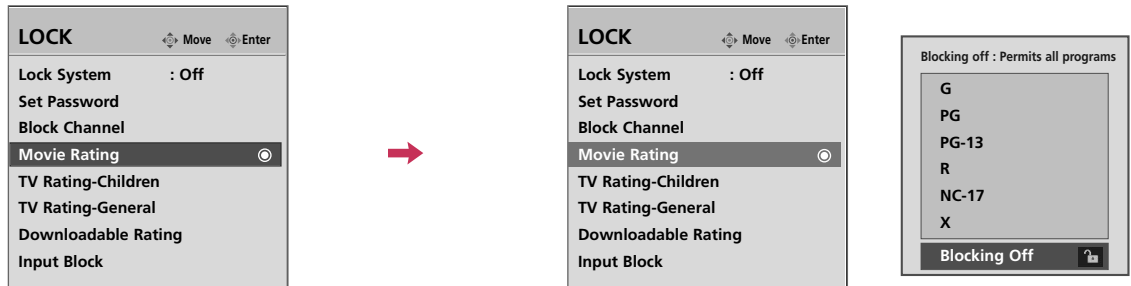 LOCK Move Enter
Lock System : Off
Set Password
Block Channel
Movie Rating
TV Rating-Children
TV Rating-General
Downloadable Rating
Input Block
LOCK Move Enter
Lock System : Off
Set Password
Block Channel
Movie Rating
TV Rating-Children
TV Rating-General
Downloadable Rating
Input Block
Blocking off : Permits all programs
G
PG
PG-13
R
NC-17
X
Blocking Off